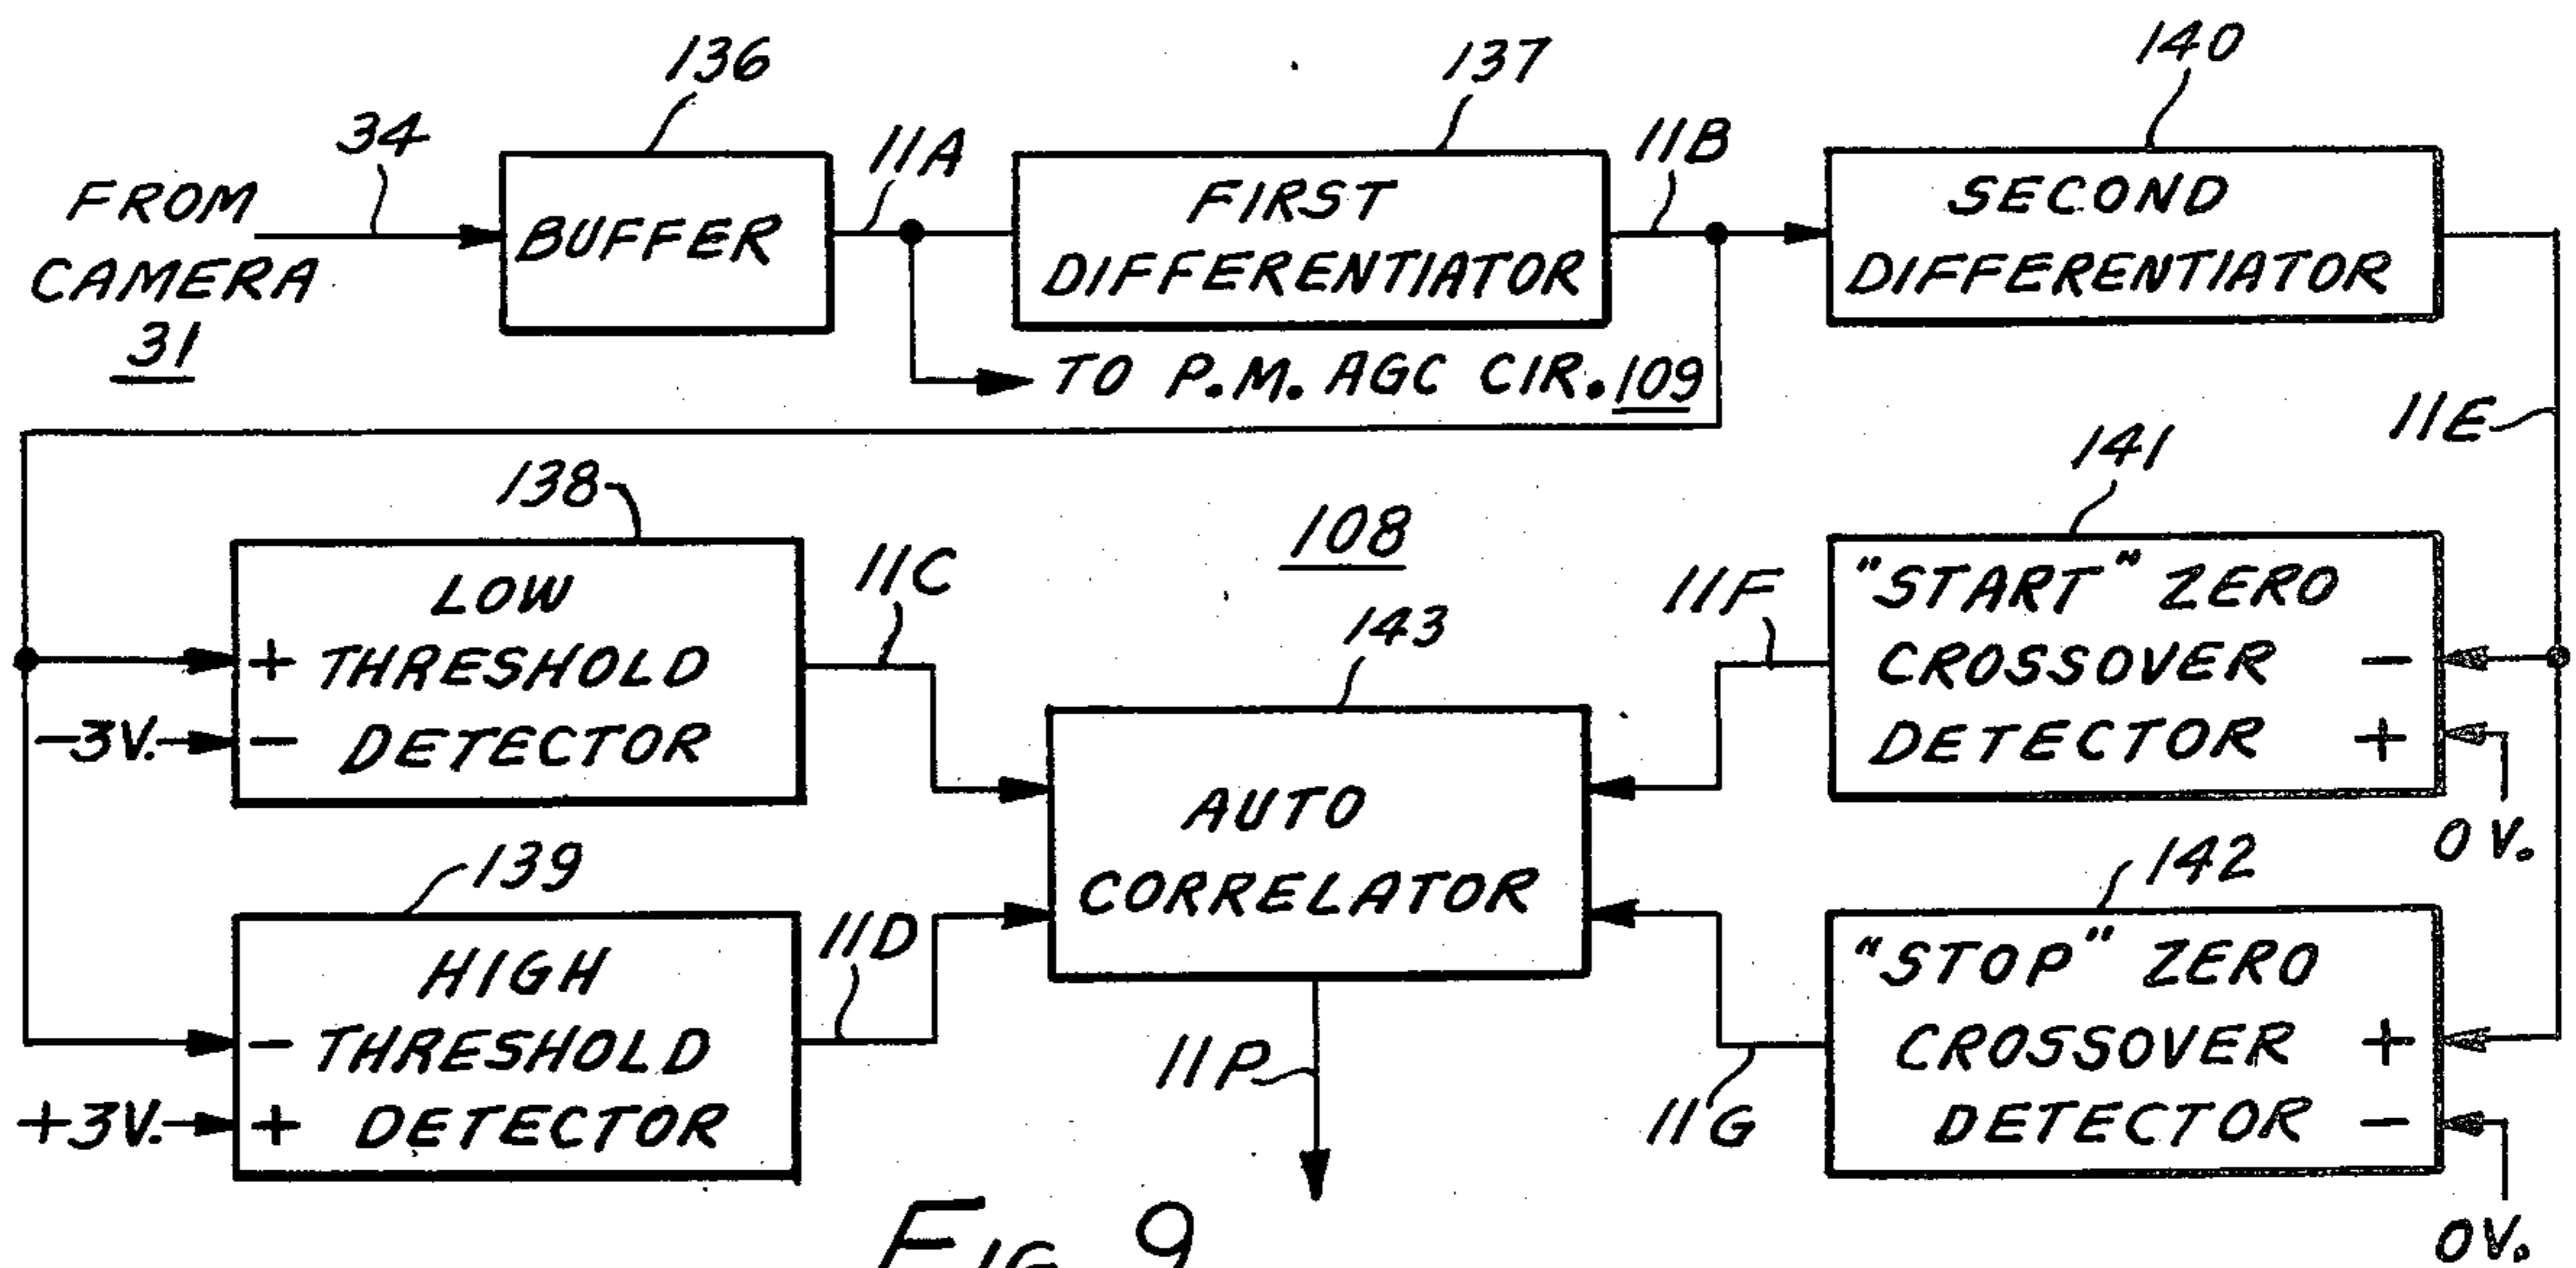 136
137
140
34
11A
11B
FROM
CAMERA
31
BUFFER
FIRST
DIFFERENTIATOR
SECOND
DIFFERENTIATOR
TO P.M. AGC CIR. 109
11E
138
108
141
LOW
+ THRESHOLD
-3V. - DETECTOR
11C
143
11F
"START" ZERO
CROSSOVER -
DETECTOR +
0 V.
AUTO
CORRELATOR
139
11D
142
HIGH
- THRESHOLD
+3V. + DETECTOR
11P
11G
"STOP" ZERO
CROSSOVER +
DETECTOR -
0 V.
FIG 9